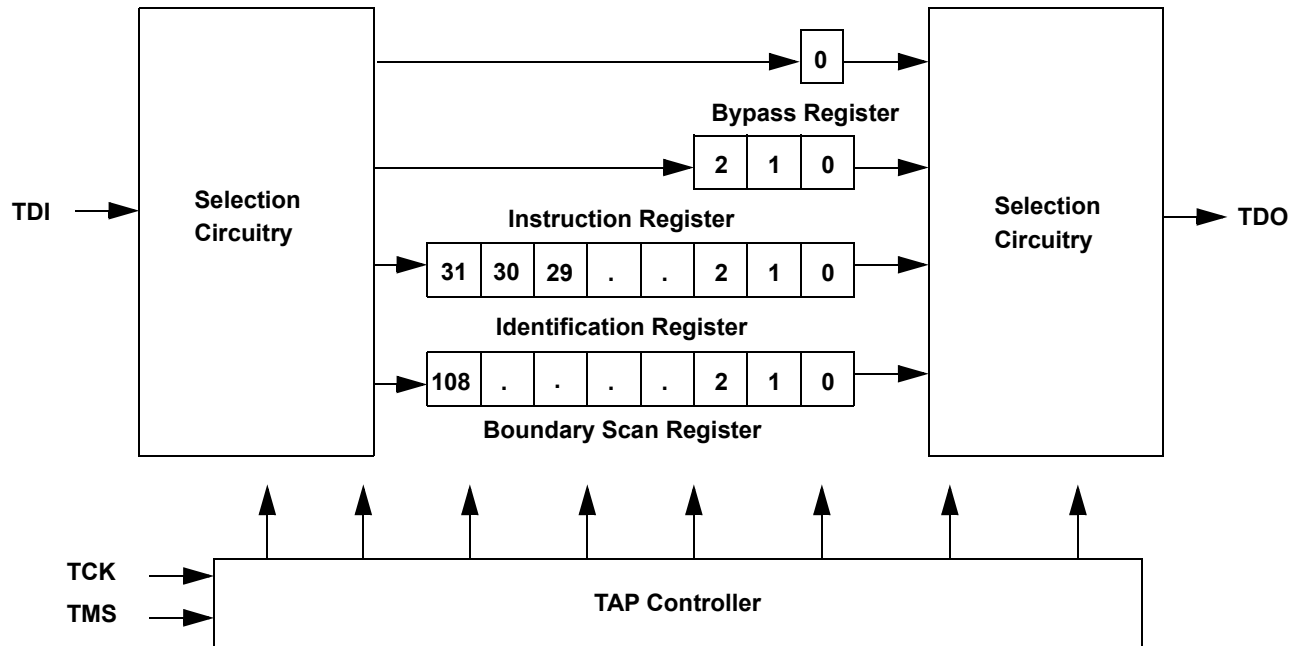 0
Bypass Register
2 1 0
Selection
Circuitry
Selection
Circuitry
TDI
TDO
Instruction Register
31 30 29 . . 2 1 0
Identification Register
108 . . . . 2 1 0
Boundary Scan Register
TCK
TMS
TAP Controller